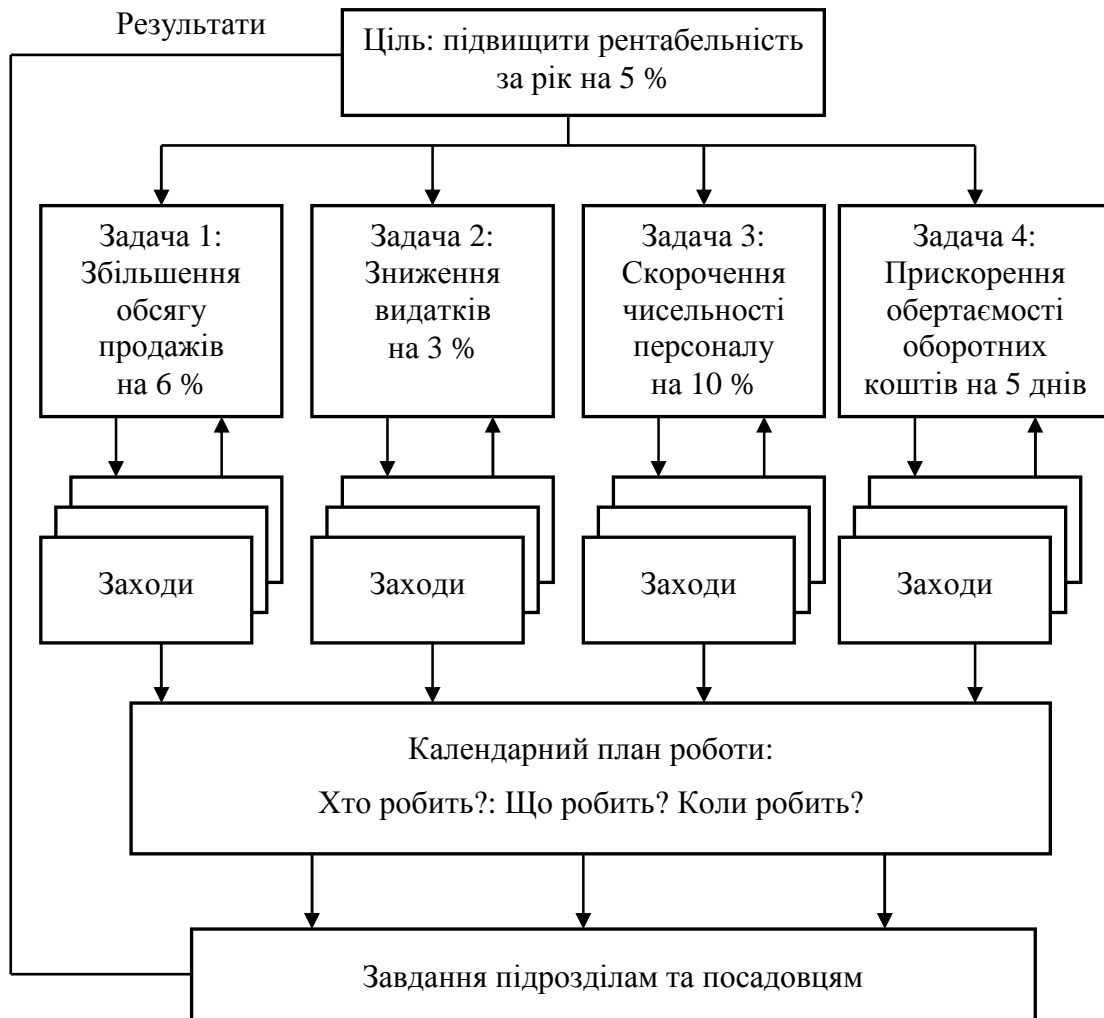 Результати
Ціль: підвищити рентабельність
за рік на 5 %
Задача 1:
Збільшення
обсягу
продажів
на 6 %
Задача 2:
Зниження
видатків
на 3 %
Задача 3:
Скорочення
чисельності
персоналу
на 10 %
Задача 4:
Прискорення
обертаємості
оборотних
коштів на 5 днів
Заходи
Заходи
Заходи
Заходи
Календарний план роботи:
Хто робить?: Що робить? Коли робить?
Завдання підрозділам та посадовцям